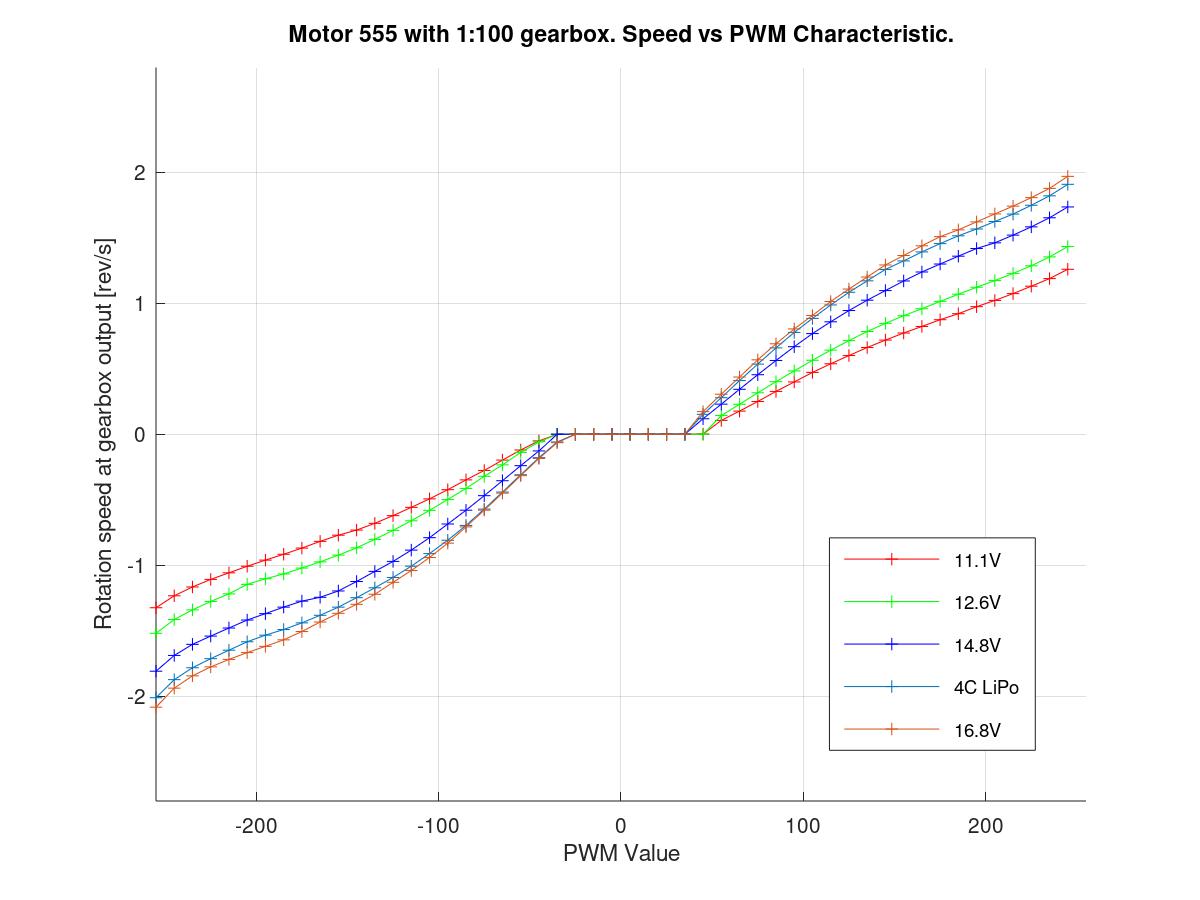 Motor 555 with 1:100 gearbox. Speed vs PWM Characteristic.
Rotation speed at gearbox output [rev/s]
2
1
0
-1
-2
11.1V
12.6V
14.8V
4C LiPo
16.8V
-200 -100 0 100 200
PWM Value